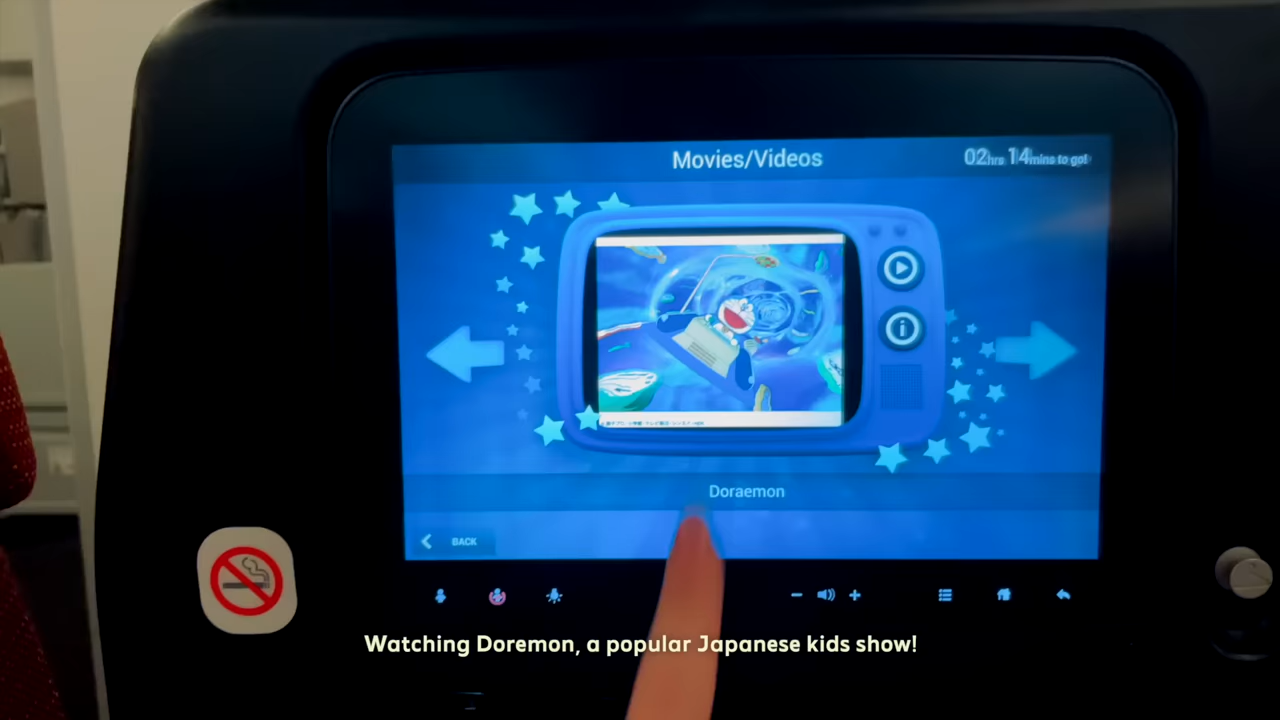 Movies/Videos
02hrs 14mins to go!
Doraemon
BACK
Watching Doremon, a popular Japanese kids show!